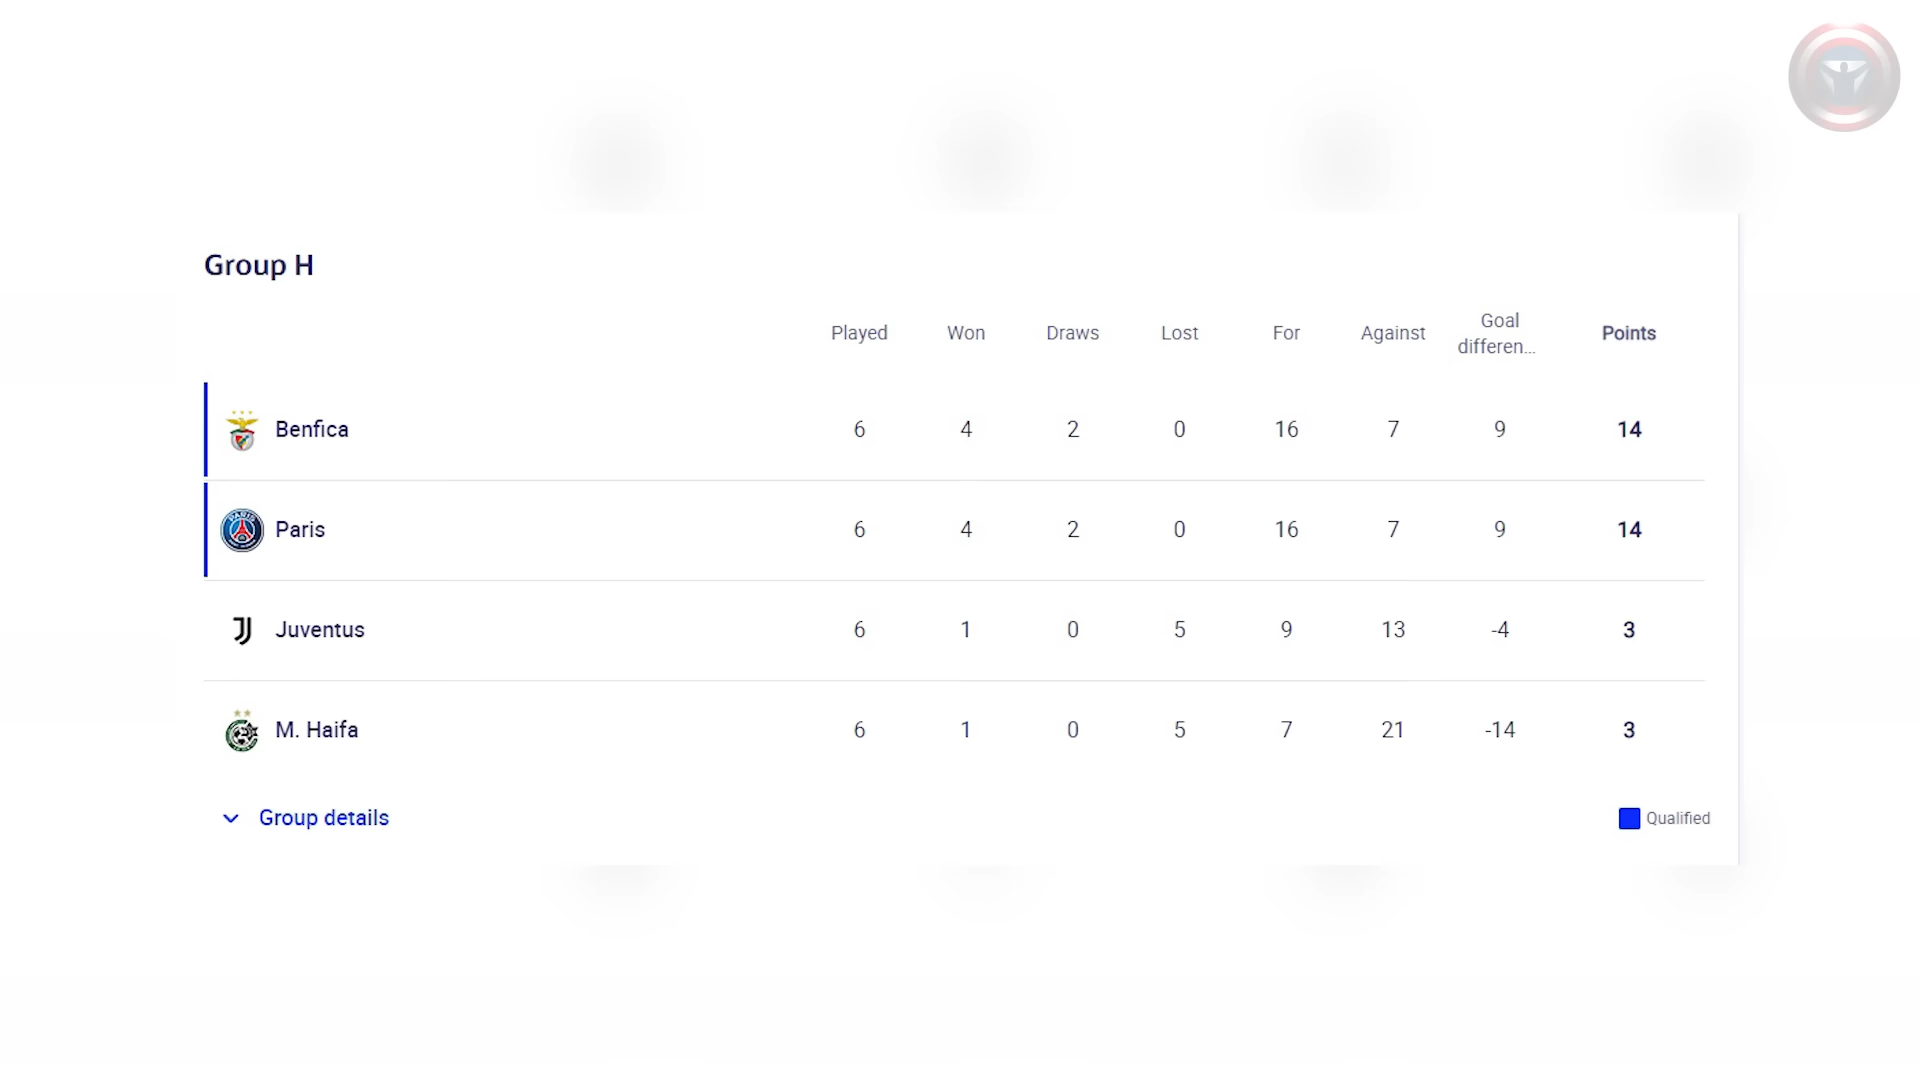 Group H
Played Won Draws Lost For Against Goal differen... Points
Benfica 6 4 2 0 16 7 9 14
Paris 6 4 2 0 16 7 9 14
Juventus 6 1 0 5 9 13 -4 3
M. Haifa 6 1 0 5 7 21 -14 3
Group details Qualified